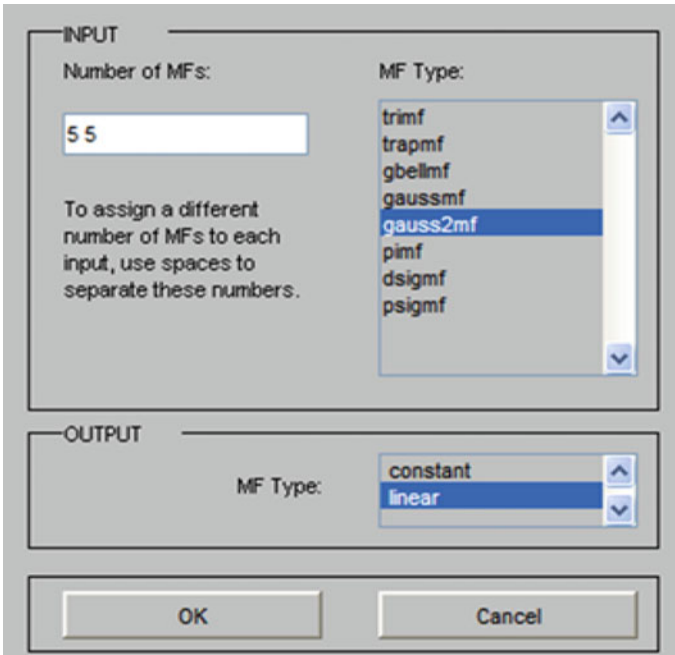 INPUT
Number of MFs:
5 5
To assign a different
number of MFs to each
input, use spaces to
separate these numbers.
MF Type:
trimf
trapmf
gbellmf
gaussmf
gauss2mf
pimf
dsigmf
psigmf
OUTPUT
MF Type:
constant
linear
OK
Cancel